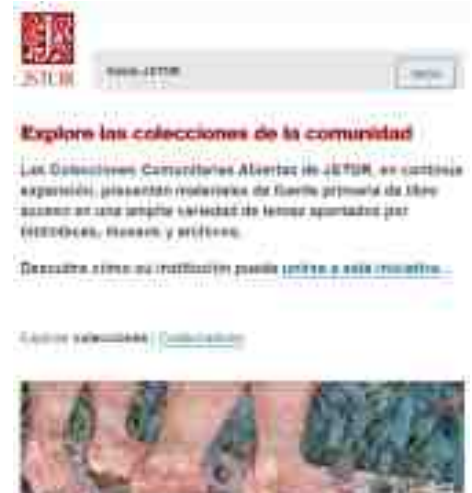 JSTOR
Explore las colecciones de la comunidad
Las Colecciones Comunitarias Abiertas de JSTOR, en continua
expansión, presentan materiales de fuente primaria de libre
acceso en una amplia variedad de temas aportados por
bibliotecas, museos y archivos.
Descubra cómo su institución puede unirse a esta iniciativa
colecciones